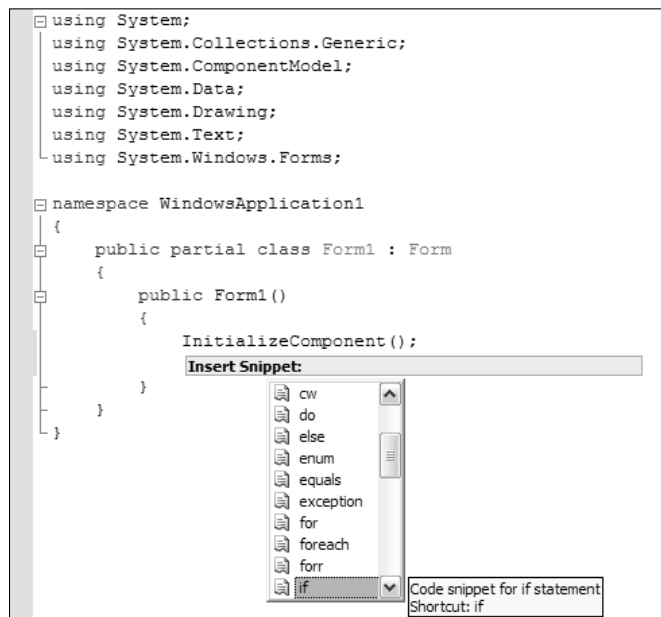 using System;
using System.Collections.Generic;
using System.ComponentModel;
using System.Data;
using System.Drawing;
using System.Text;
using System.Windows.Forms;
namespace WindowsApplication1
{
public partial class Form1 : Form
{
public Form1()
{
InitializeComponent();
Insert Snippet:
}
}
}
cw
do
else
enum
equals
exception
for
foreach
forr
if
Code snippet for if statement
Shortcut: if